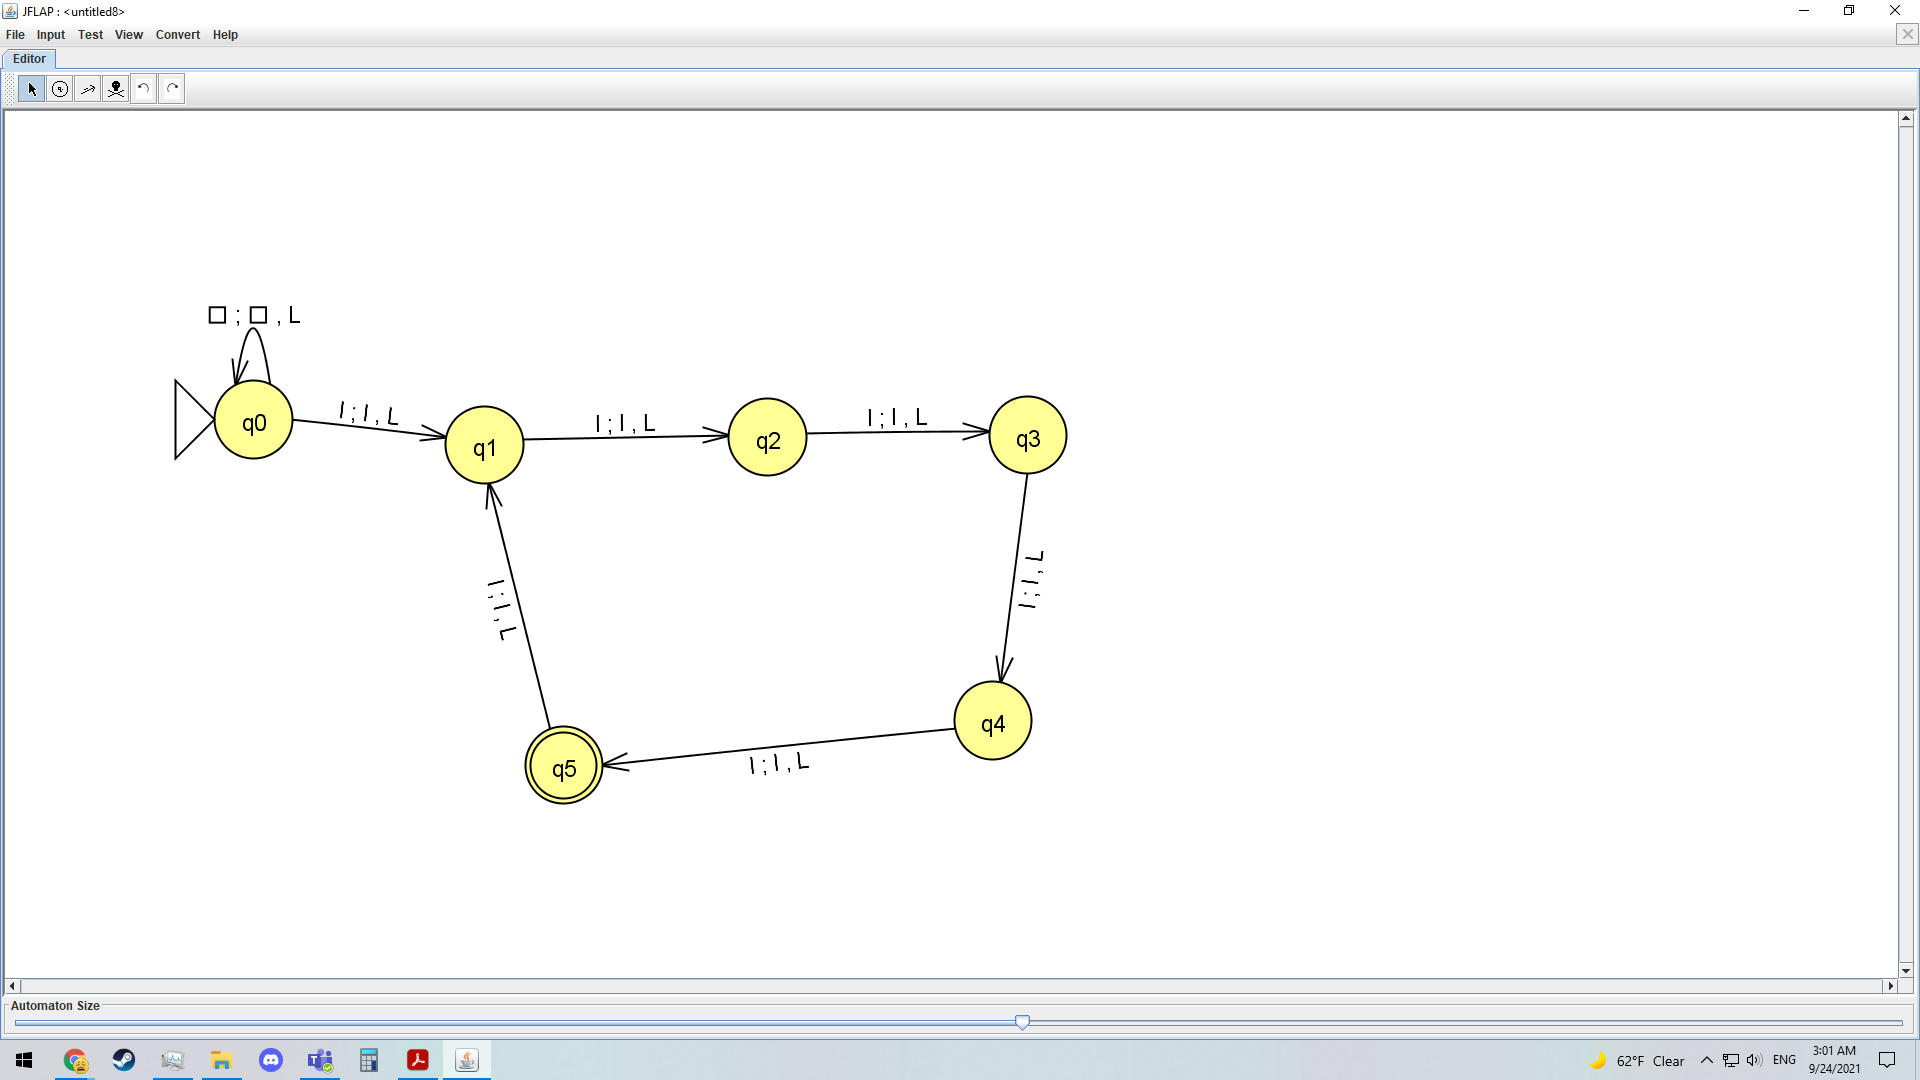 JFLAP : <untitled8>
File Input Test View Convert Help
Editor
□ ; □ , L
q0
l ; l , L
q1
l ; l , L
q2
l ; l , L
q3
l ; l , L
q4
l ; l , L
q5
l ; l , L
Automaton Size
62°F Clear
ENG
3:01 AM
9/24/2021